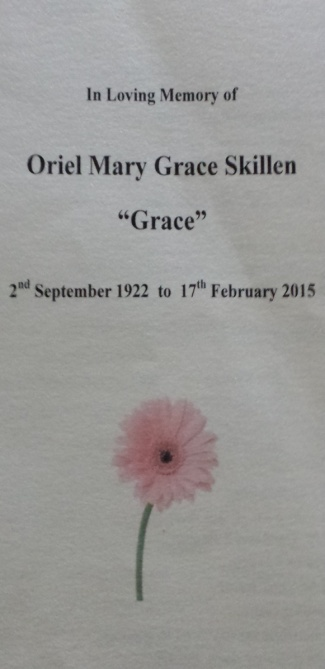 In Loving Memory of
Oriel Mary Grace Skillen
“Grace”
2nd September 1922 to 17th February 2015